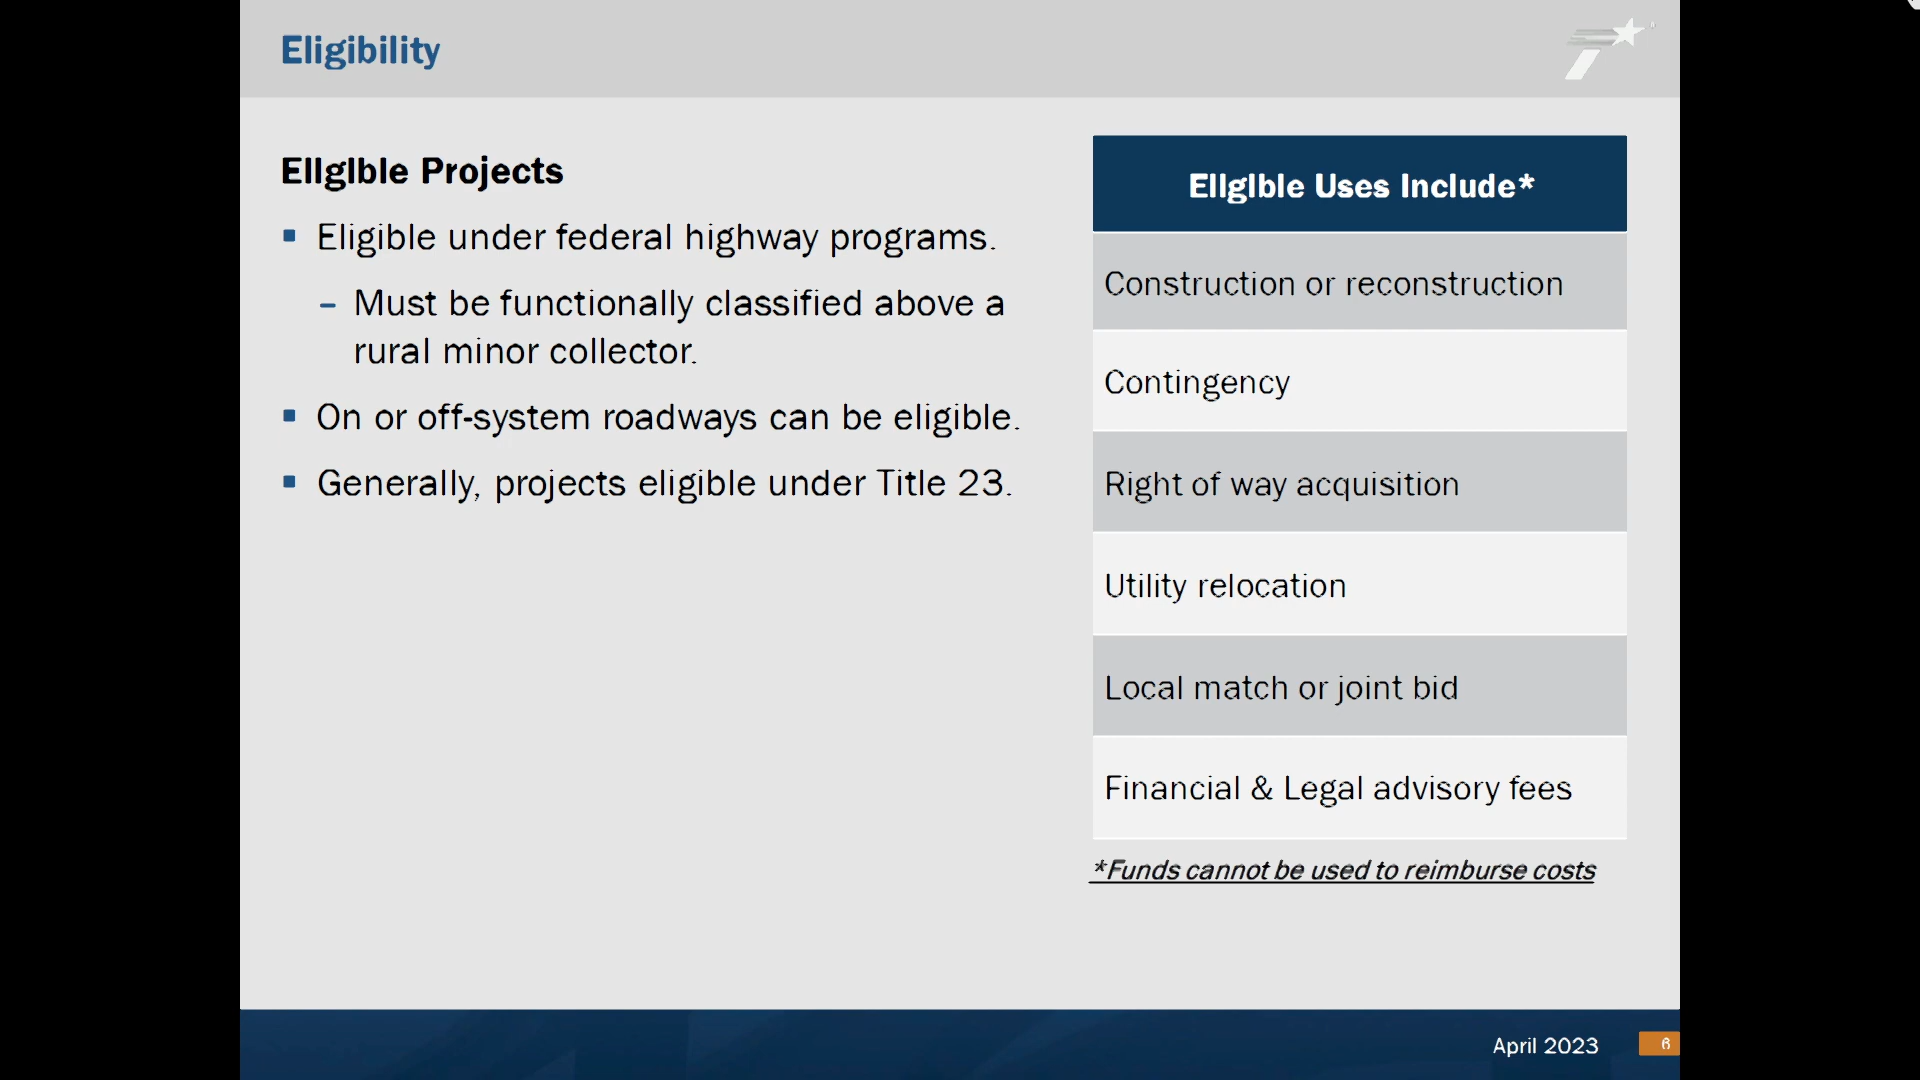 Eligibility
Eligible Projects
▪ Eligible under federal highway programs.
– Must be functionally classified above a
rural minor collector.
▪ On or off-system roadways can be eligible.
▪ Generally, projects eligible under Title 23.
Eligible Uses Include*
Construction or reconstruction
Contingency
Right of way acquisition
Utility relocation
Local match or joint bid
Financial & Legal advisory fees
*Funds cannot be used to reimburse costs
April 2023
6